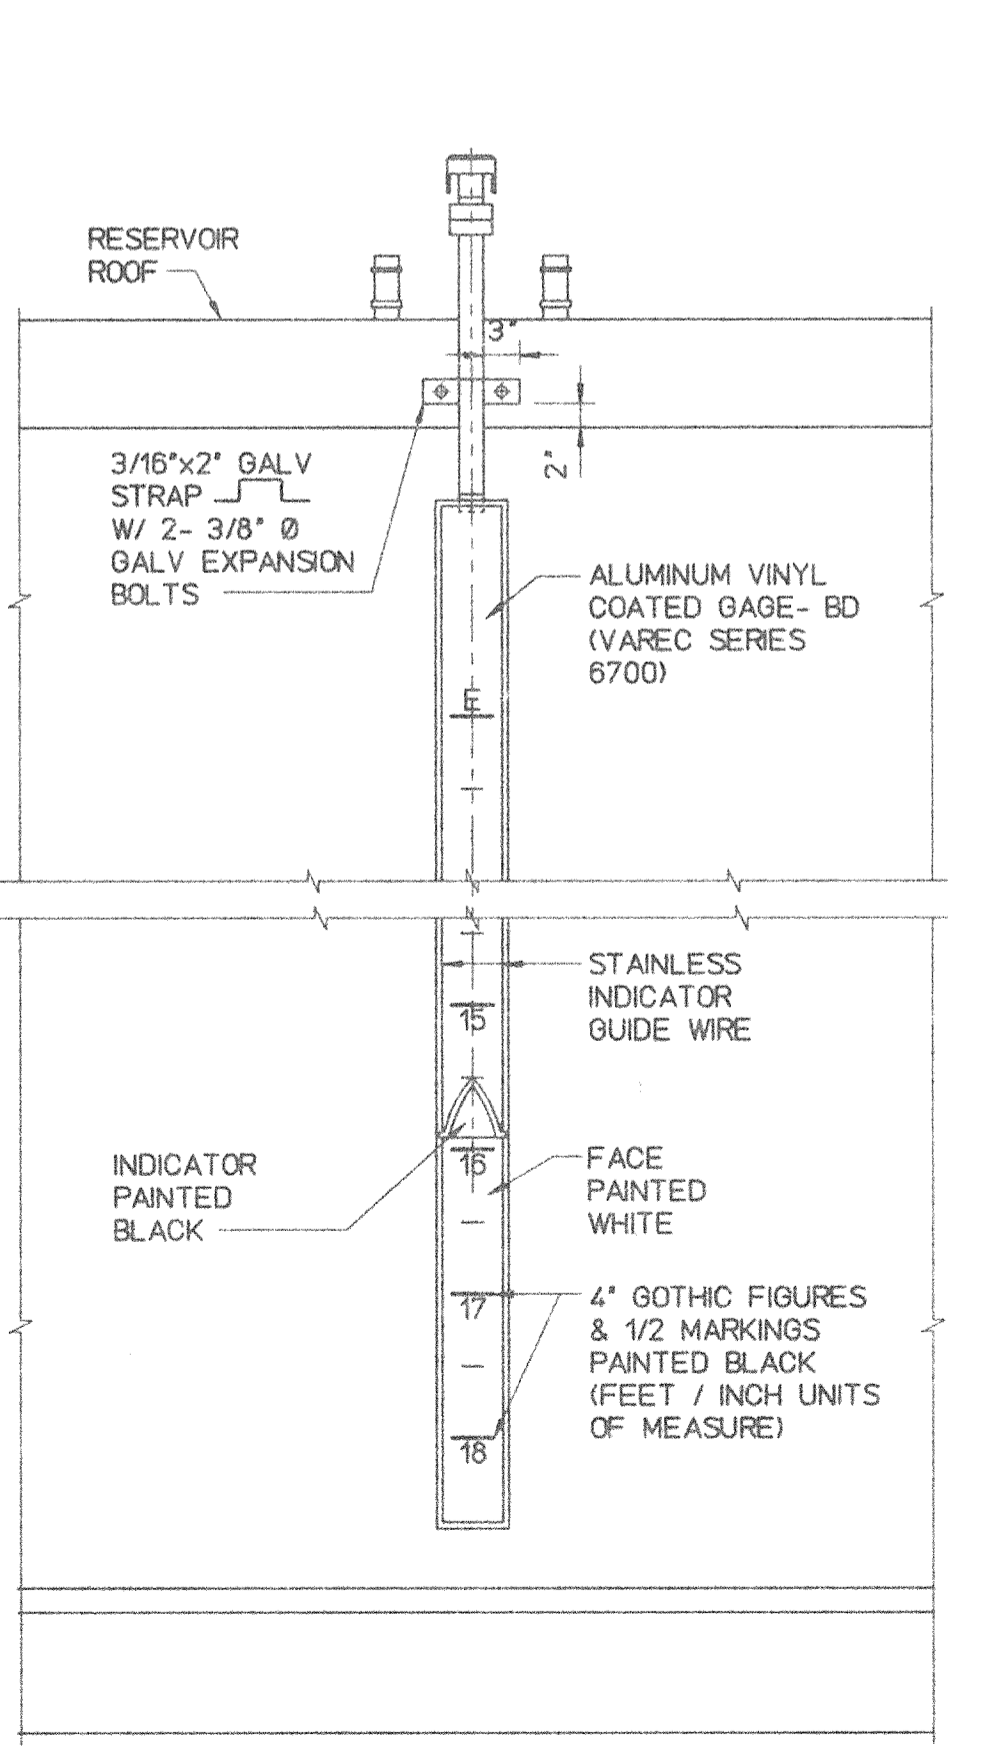 RESERVOIR
ROOF
3"
2"
3/16"x2" GALV
STRAP
W/ 2- 3/8" Ø
GALV EXPANSION
BOLTS
ALUMINUM VINYL
COATED GAGE- BD
(VAREC SERIES
6700)
E
STAINLESS
INDICATOR
GUIDE WIRE
15
INDICATOR
PAINTED
BLACK
16
FACE
PAINTED
WHITE
17
4" GOTHIC FIGURES
& 1/2 MARKINGS
PAINTED BLACK
(FEET / INCH UNITS
OF MEASURE)
18